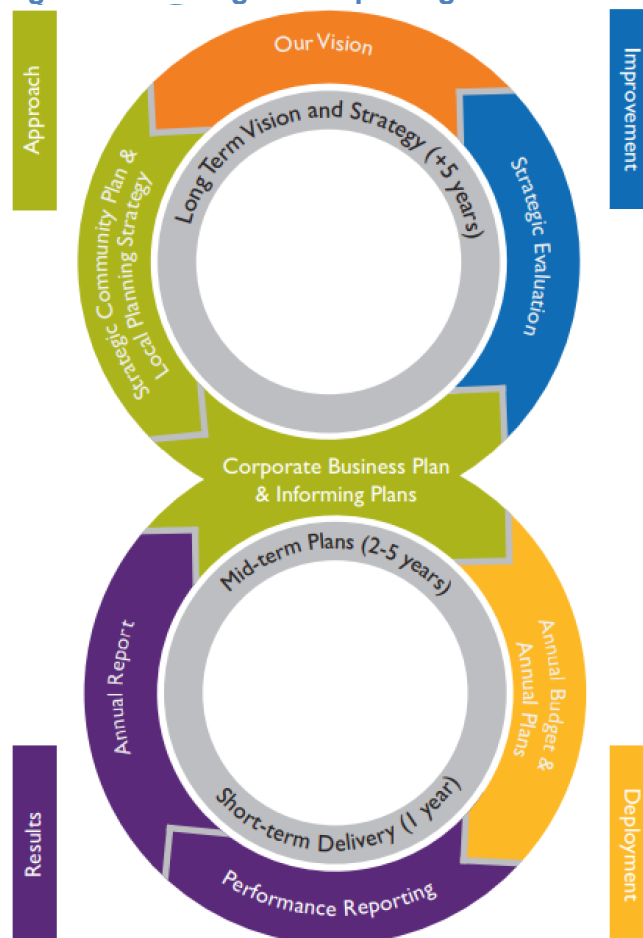 Approach
Improvement
Our Vision
Long Term Vision and Strategy (+5 years)
Strategic Community Plan &
Local Planning Strategy
Strategic Evaluation
Corporate Business Plan
& Informing Plans
Mid-term Plans (2-5 years)
Annual Budget &
Annual Plans
Annual Report
Short-term Delivery (1 year)
Performance Reporting
Results
Deployment